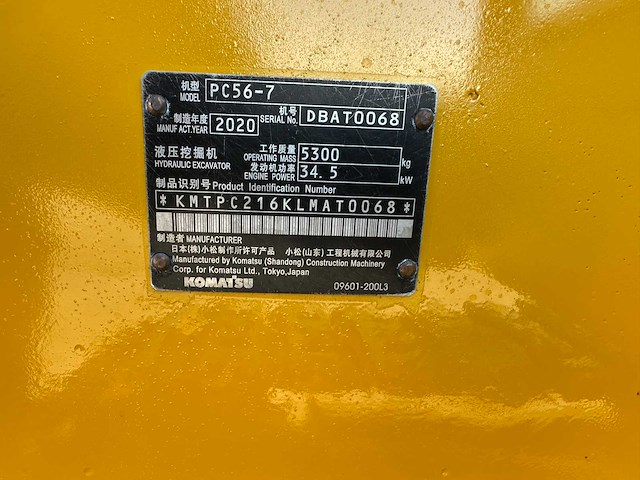 机型 MODEL PC56-7
机号 SERIAL No. DBAT0068
制造年度 MANUFACT.YEAR 2020
液压挖掘机 HYDRAULIC EXCAVATOR
工作质量 OPERATING MASS 5300 kg
发动机功率 ENGINE POWER 34.5 kW
制品识别号 Product Identification Number
*KMTPC216KLMAT0068*
制造者 MANUFACTURER
日本(株)小松制作所许可产品 小松(山东)工程机械有限公司
Manufactured by Komatsu (Shandong) Construction Machinery
Corp. for Komatsu Ltd., Tokyo,Japan
KOMATSU 09601-200L3